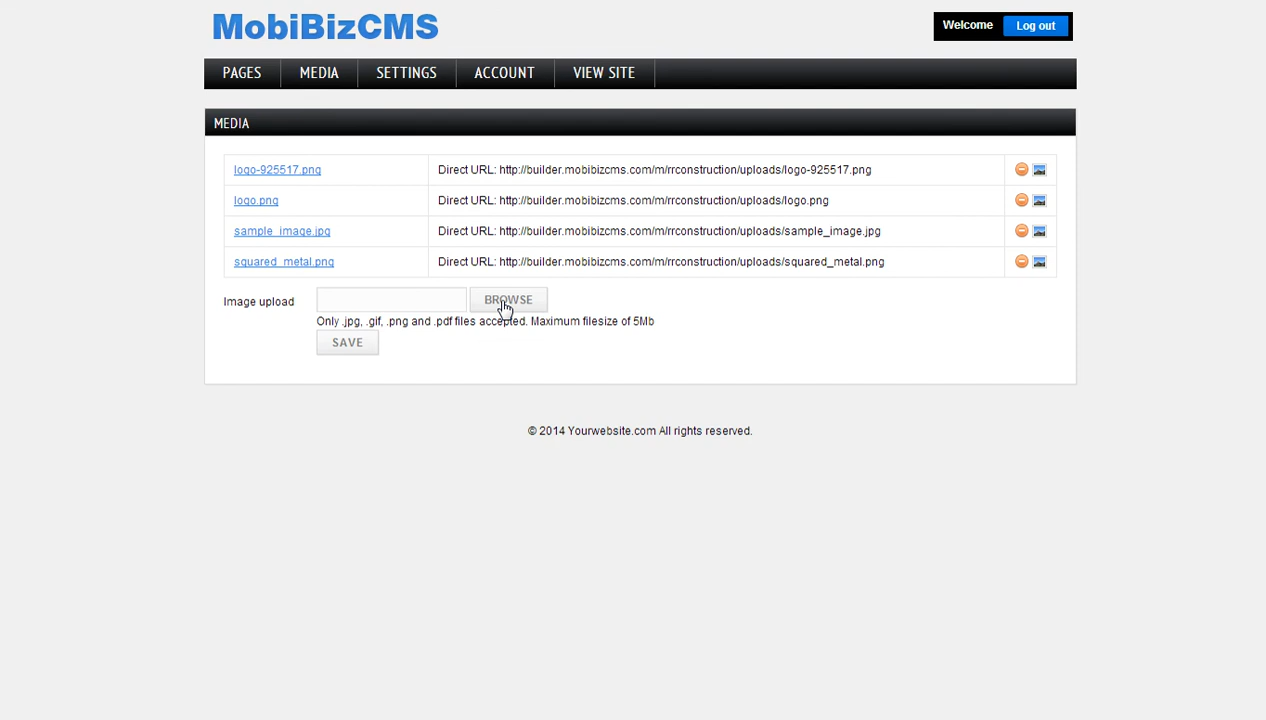 MobiBizCMS
Welcome Log out
PAGES MEDIA SETTINGS ACCOUNT VIEW SITE
MEDIA
logo-925517.png Direct URL: http://builder.mobibizcms.com/m/rrconstruction/uploads/logo-925517.png
logo.png Direct URL: http://builder.mobibizcms.com/m/rrconstruction/uploads/logo.png
sample_image.jpg Direct URL: http://builder.mobibizcms.com/m/rrconstruction/uploads/sample_image.jpg
squared_metal.png Direct URL: http://builder.mobibizcms.com/m/rrconstruction/uploads/squared_metal.png
Image upload BROWSE
Only .jpg, .gif, .png and .pdf files accepted. Maximum filesize of 5Mb
SAVE
© 2014 Yourwebsite.com All rights reserved.